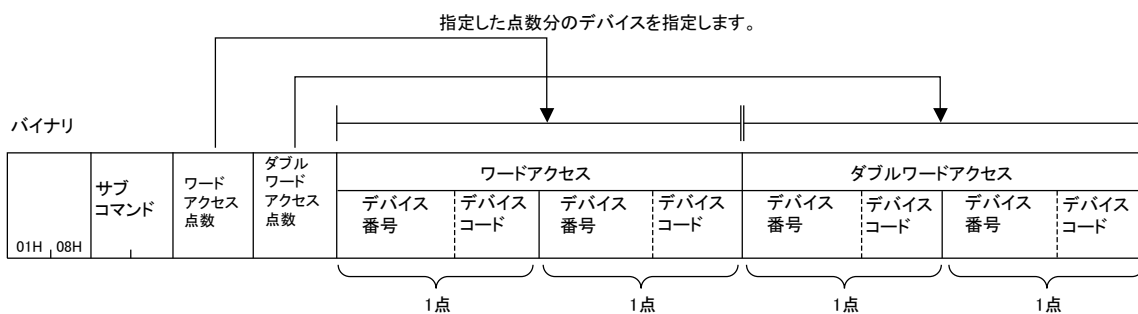 指定した点数分のデバイスを指定します。
バイナリ
01H 08H
サブ
コマンド
ワード
アクセス
点数
ダブル
ワード
アクセス
点数
ワードアクセス
デバイス
番号
デバイス
コード
デバイス
番号
デバイス
コード
ダブルワードアクセス
デバイス
番号
デバイス
コード
デバイス
番号
デバイス
コード
1点
1点
1点
1点